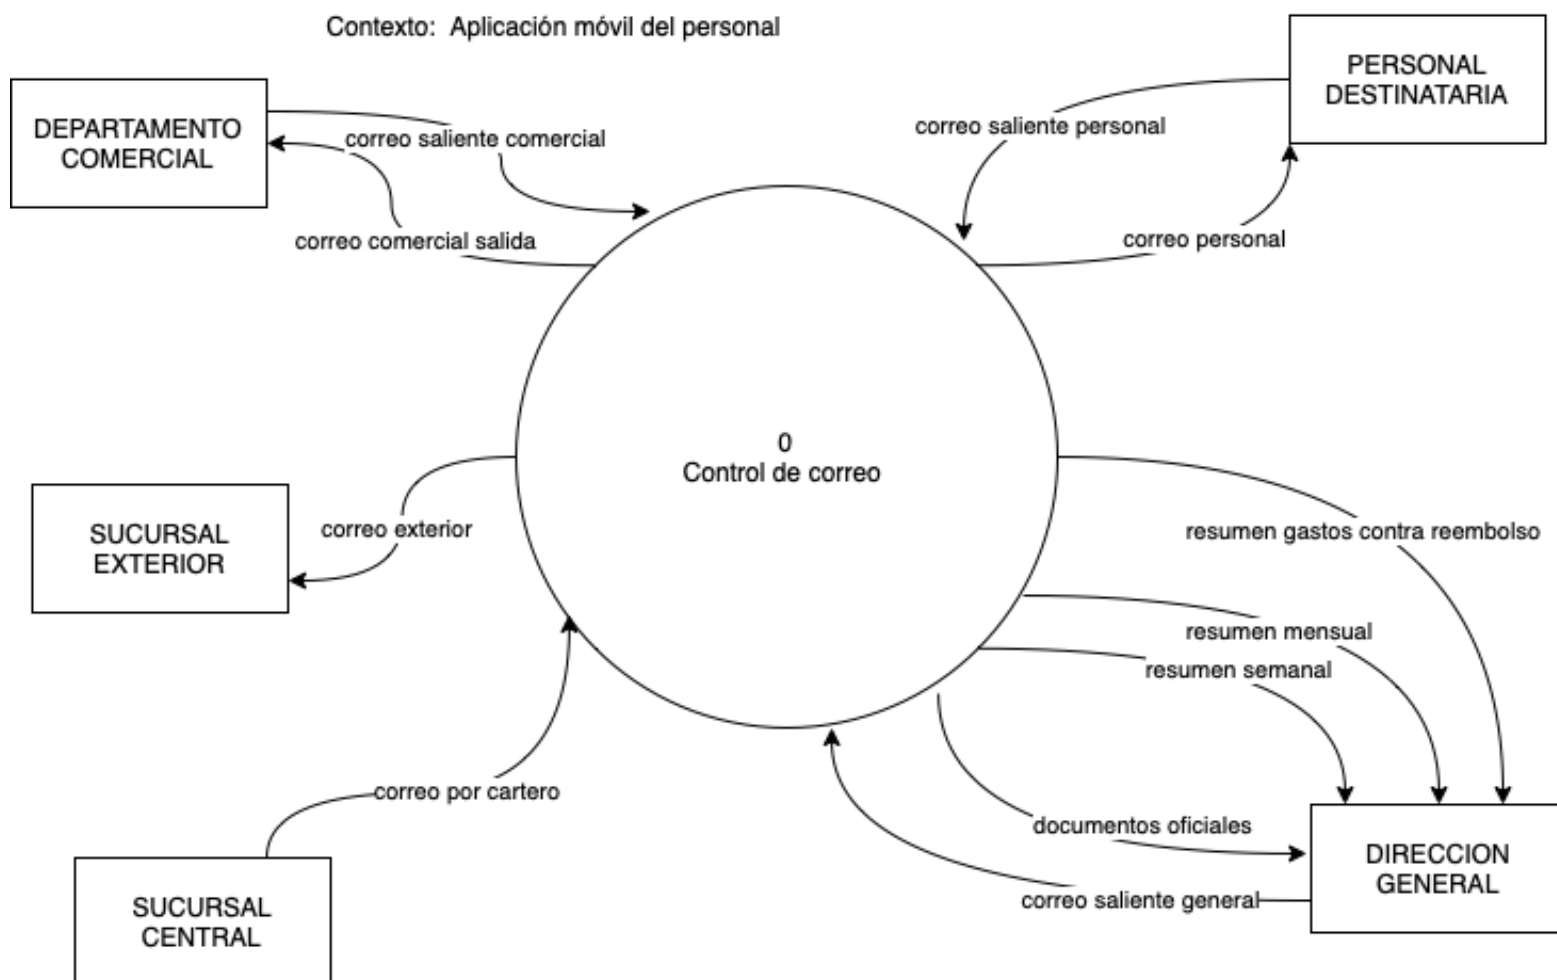 Contexto:  Aplicación móvil del personal
PERSONAL
DESTINATARIA
DEPARTAMENTO
COMERCIAL
correo saliente comercial
correo saliente personal
correo comercial salida
correo personal
0
Control de correo
SUCURSAL
EXTERIOR
correo exterior
resumen gastos contra reembolso
resumen mensual
resumen semanal
correo por cartero
documentos oficiales
DIRECCION
GENERAL
correo saliente general
SUCURSAL
CENTRAL